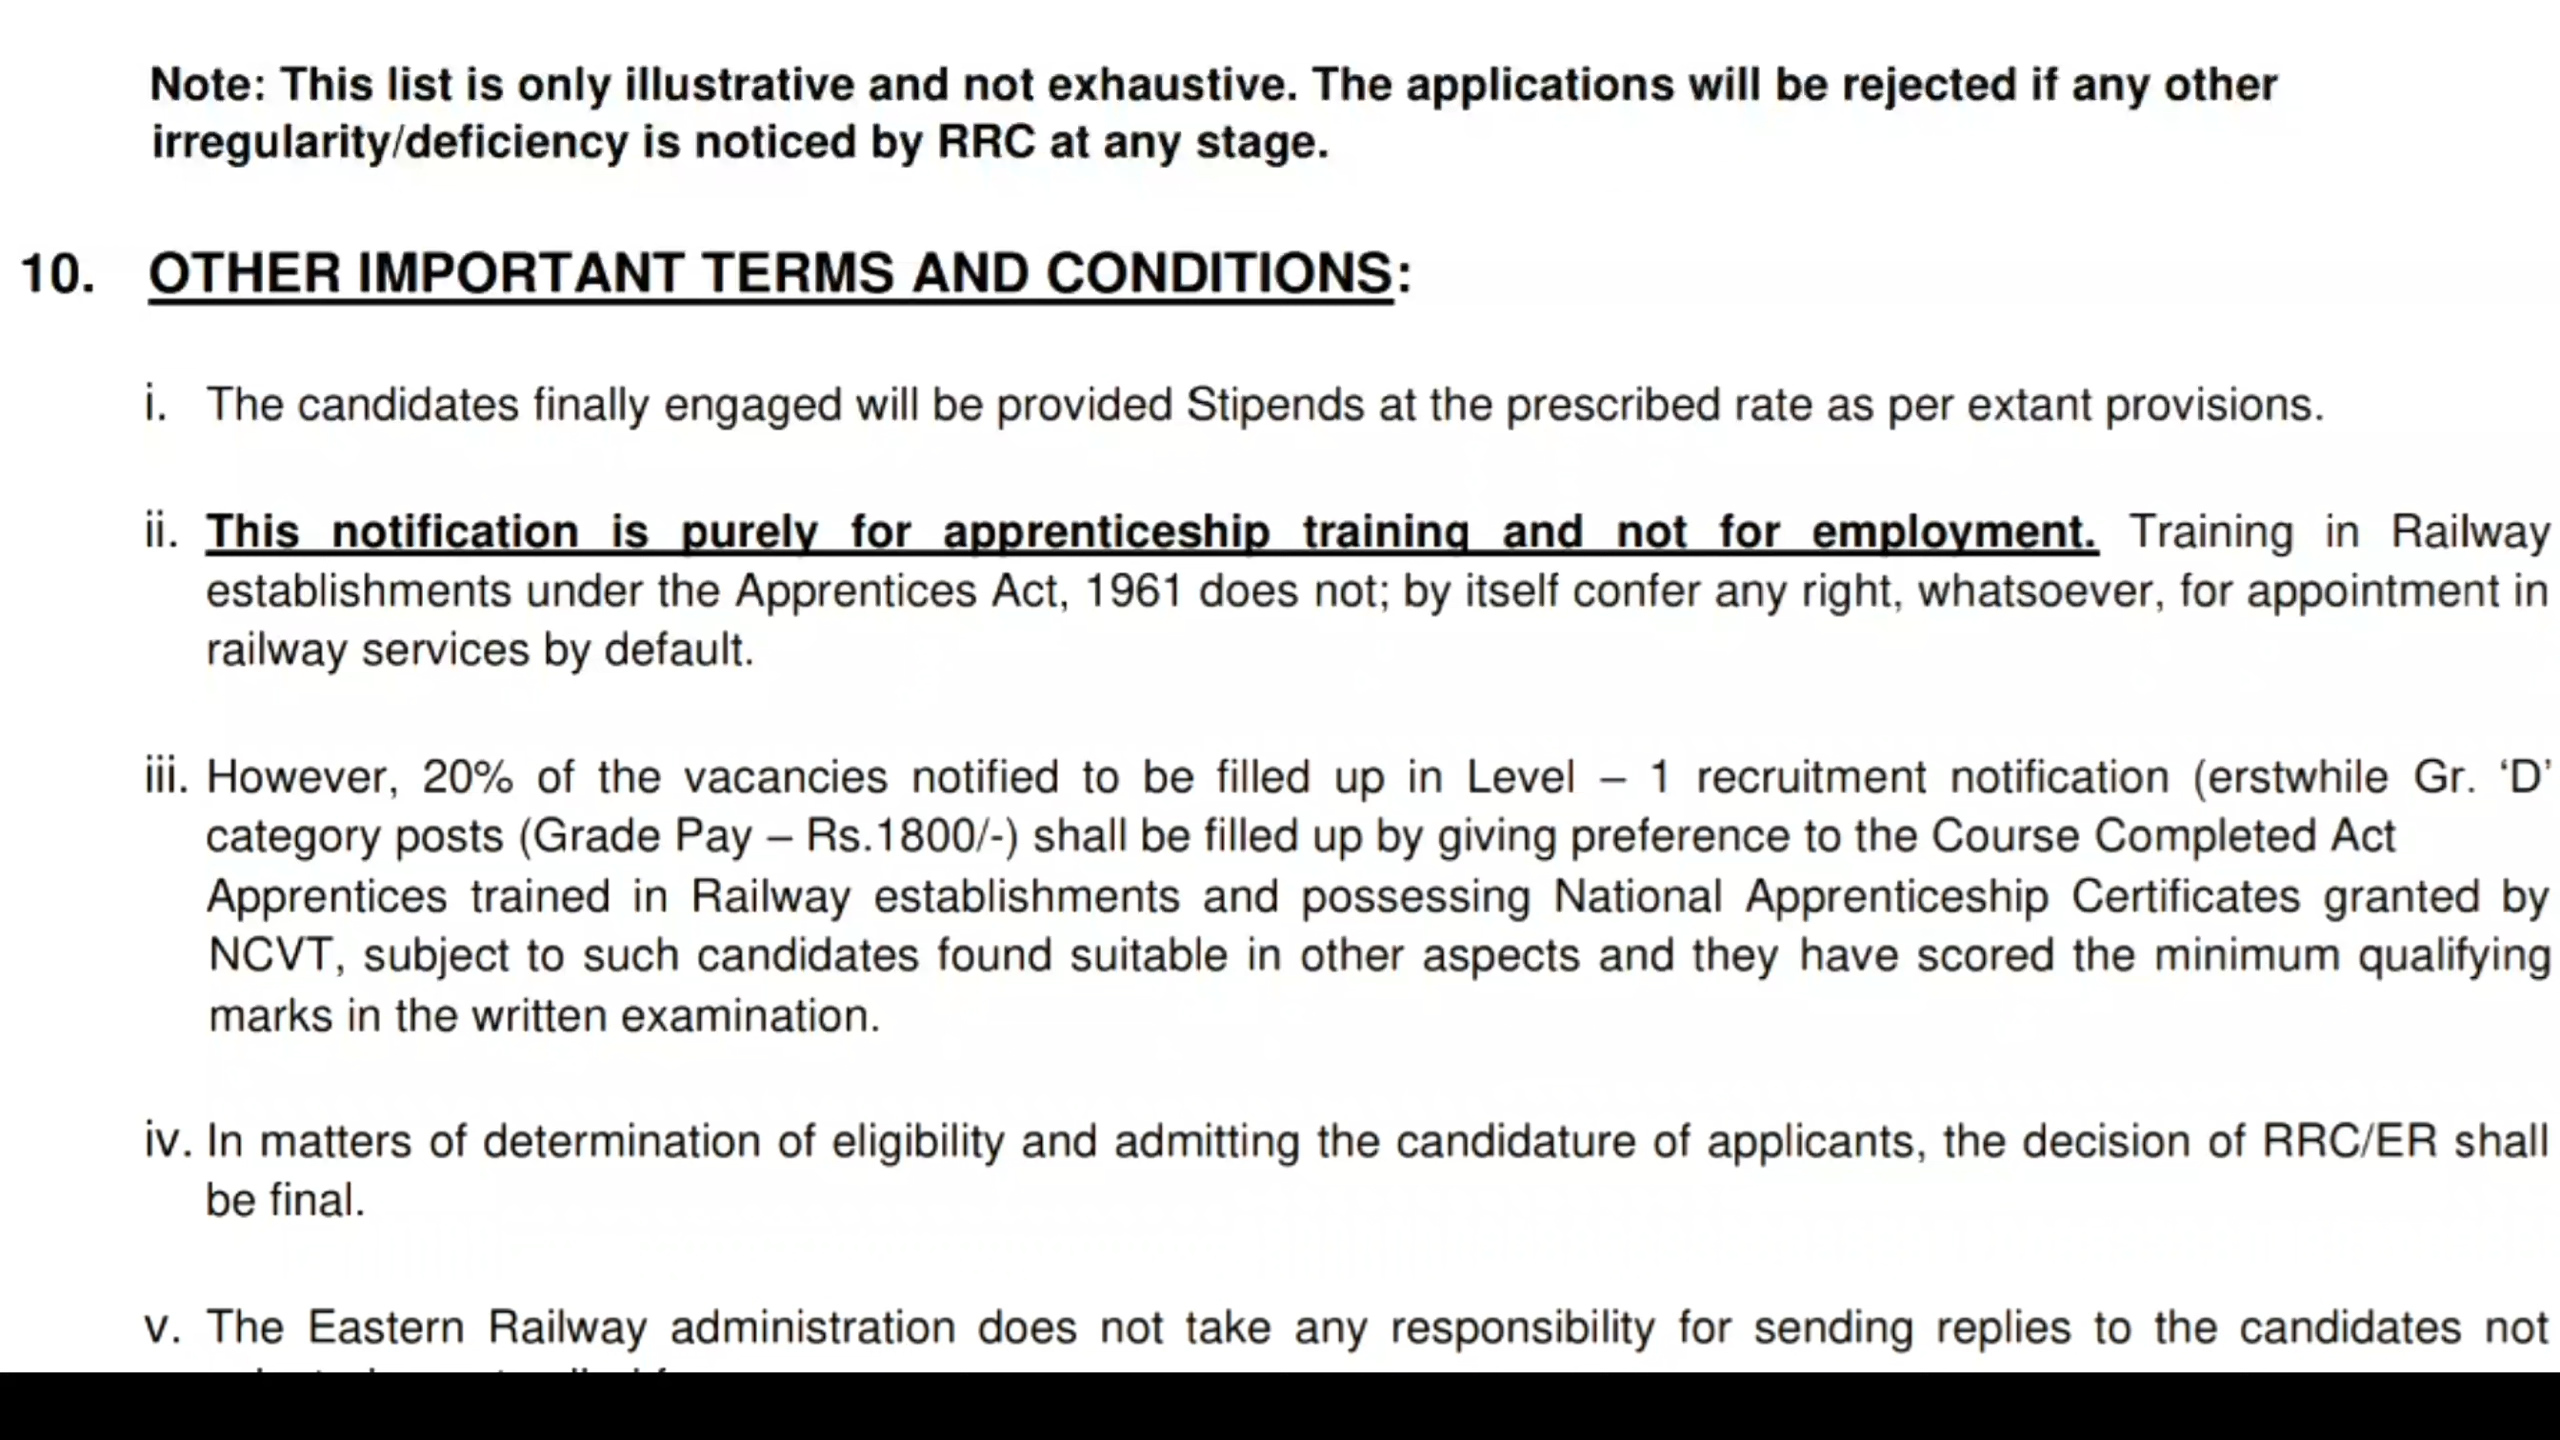 Note: This list is only illustrative and not exhaustive. The applications will be rejected if any other
irregularity/deficiency is noticed by RRC at any stage.
10. OTHER IMPORTANT TERMS AND CONDITIONS:
i. The candidates finally engaged will be provided Stipends at the prescribed rate as per extant provisions.
ii. This notification is purely for apprenticeship training and not for employment. Training in Railway
establishments under the Apprentices Act, 1961 does not; by itself confer any right, whatsoever, for appointment in
railway services by default.
iii. However, 20% of the vacancies notified to be filled up in Level – 1 recruitment notification (erstwhile Gr. ‘D’
category posts (Grade Pay – Rs.1800/-) shall be filled up by giving preference to the Course Completed Act
Apprentices trained in Railway establishments and possessing National Apprenticeship Certificates granted by
NCVT, subject to such candidates found suitable in other aspects and they have scored the minimum qualifying
marks in the written examination.
iv. In matters of determination of eligibility and admitting the candidature of applicants, the decision of RRC/ER shall
be final.
v. The Eastern Railway administration does not take any responsibility for sending replies to the candidates not